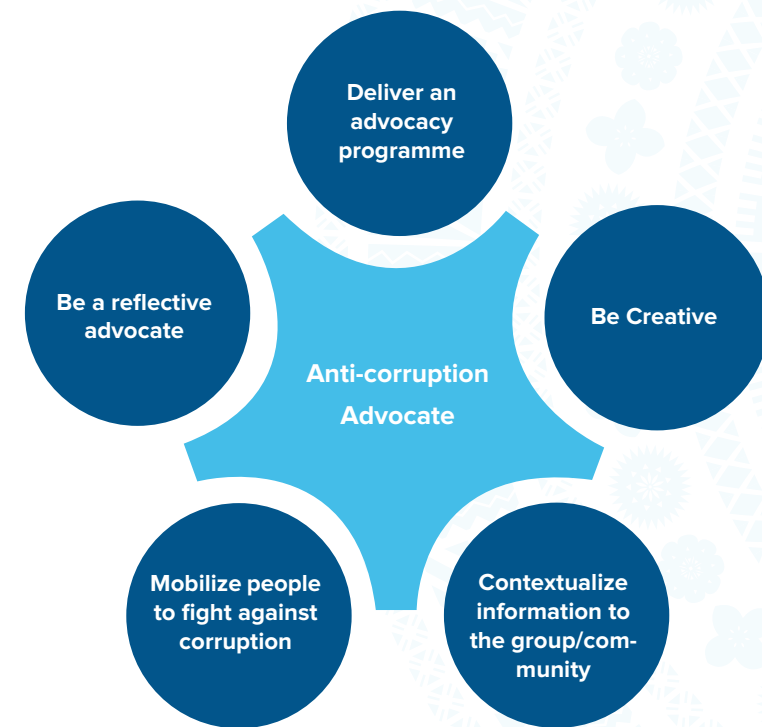 Deliver an
advocacy
programme
Be a reflective
advocate
Be Creative
Anti-corruption
Advocate
Mobilize people
to fight against
corruption
Contextualize
information to
the group/com-
munity